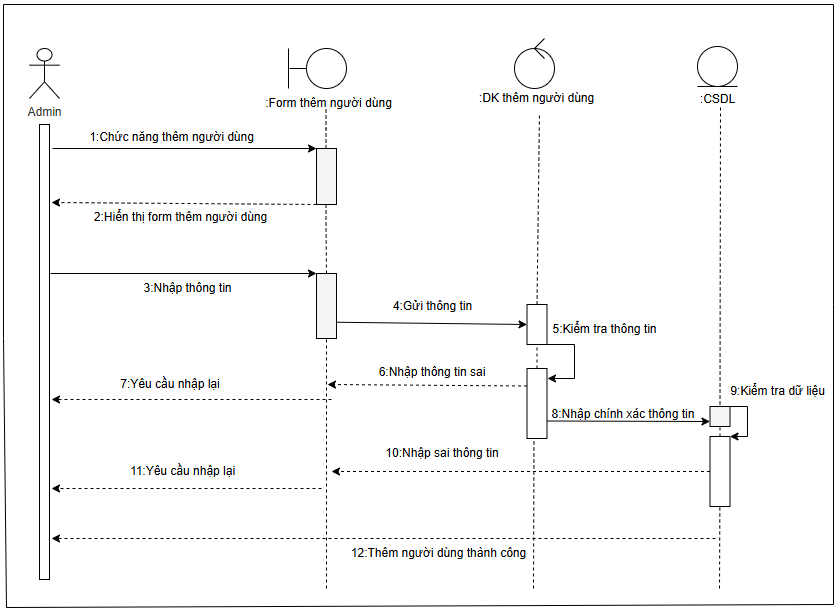 Admin
:Form thêm người dùng
:DK thêm người dùng
:CSDL
1:Chức năng thêm người dùng
2:Hiển thị form thêm người dùng
3:Nhập thông tin
4:Gửi thông tin
5:Kiểm tra thông tin
6:Nhập thông tin sai
7:Yêu cầu nhập lại
8:Nhập chính xác thông tin
9:Kiểm tra dữ liệu
10:Nhập sai thông tin
11:Yêu cầu nhập lại
12:Thêm người dùng thành công